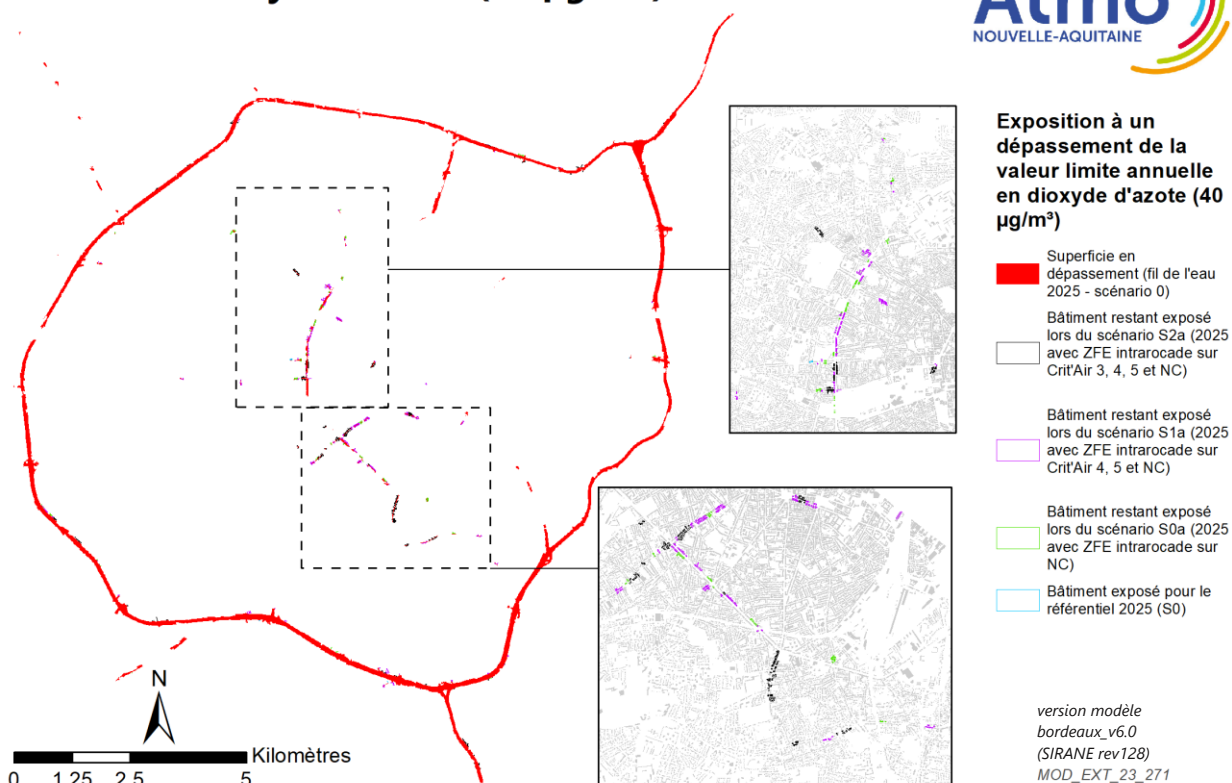 Atmo
NOUVELLE-AQUITAINE
Exposition à un
dépassement de la
valeur limite annuelle
en dioxyde d'azote (40
µg/m³)
Superficie en
dépassement (fil de l'eau
2025 - scénario 0)
Bâtiment restant exposé
lors du scénario S2a (2025
avec ZFE intrarocade sur
Crit'Air 3, 4, 5 et NC)
Bâtiment restant exposé
lors du scénario S1a (2025
avec ZFE intrarocade sur
Crit'Air 4, 5 et NC)
Bâtiment restant exposé
lors du scénario S0a (2025
avec ZFE intrarocade sur
NC)
Bâtiment exposé pour le
référentiel 2025 (S0)
N
Kilomètres
0 1.25 2.5 5
version modèle
bordeaux_v6.0
(SIRANE rev128)
MOD_EXT_23_271